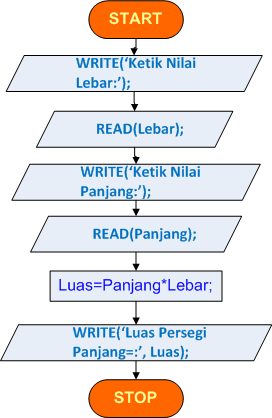 START
WRITE(‘Ketik Nilai
Lebar:’);
READ(Lebar);
WRITE(‘Ketik Nilai
Panjang:’);
READ(Panjang);
Luas=Panjang*Lebar;
WRITE(‘Luas Persegi
Panjang=:’, Luas);
STOP